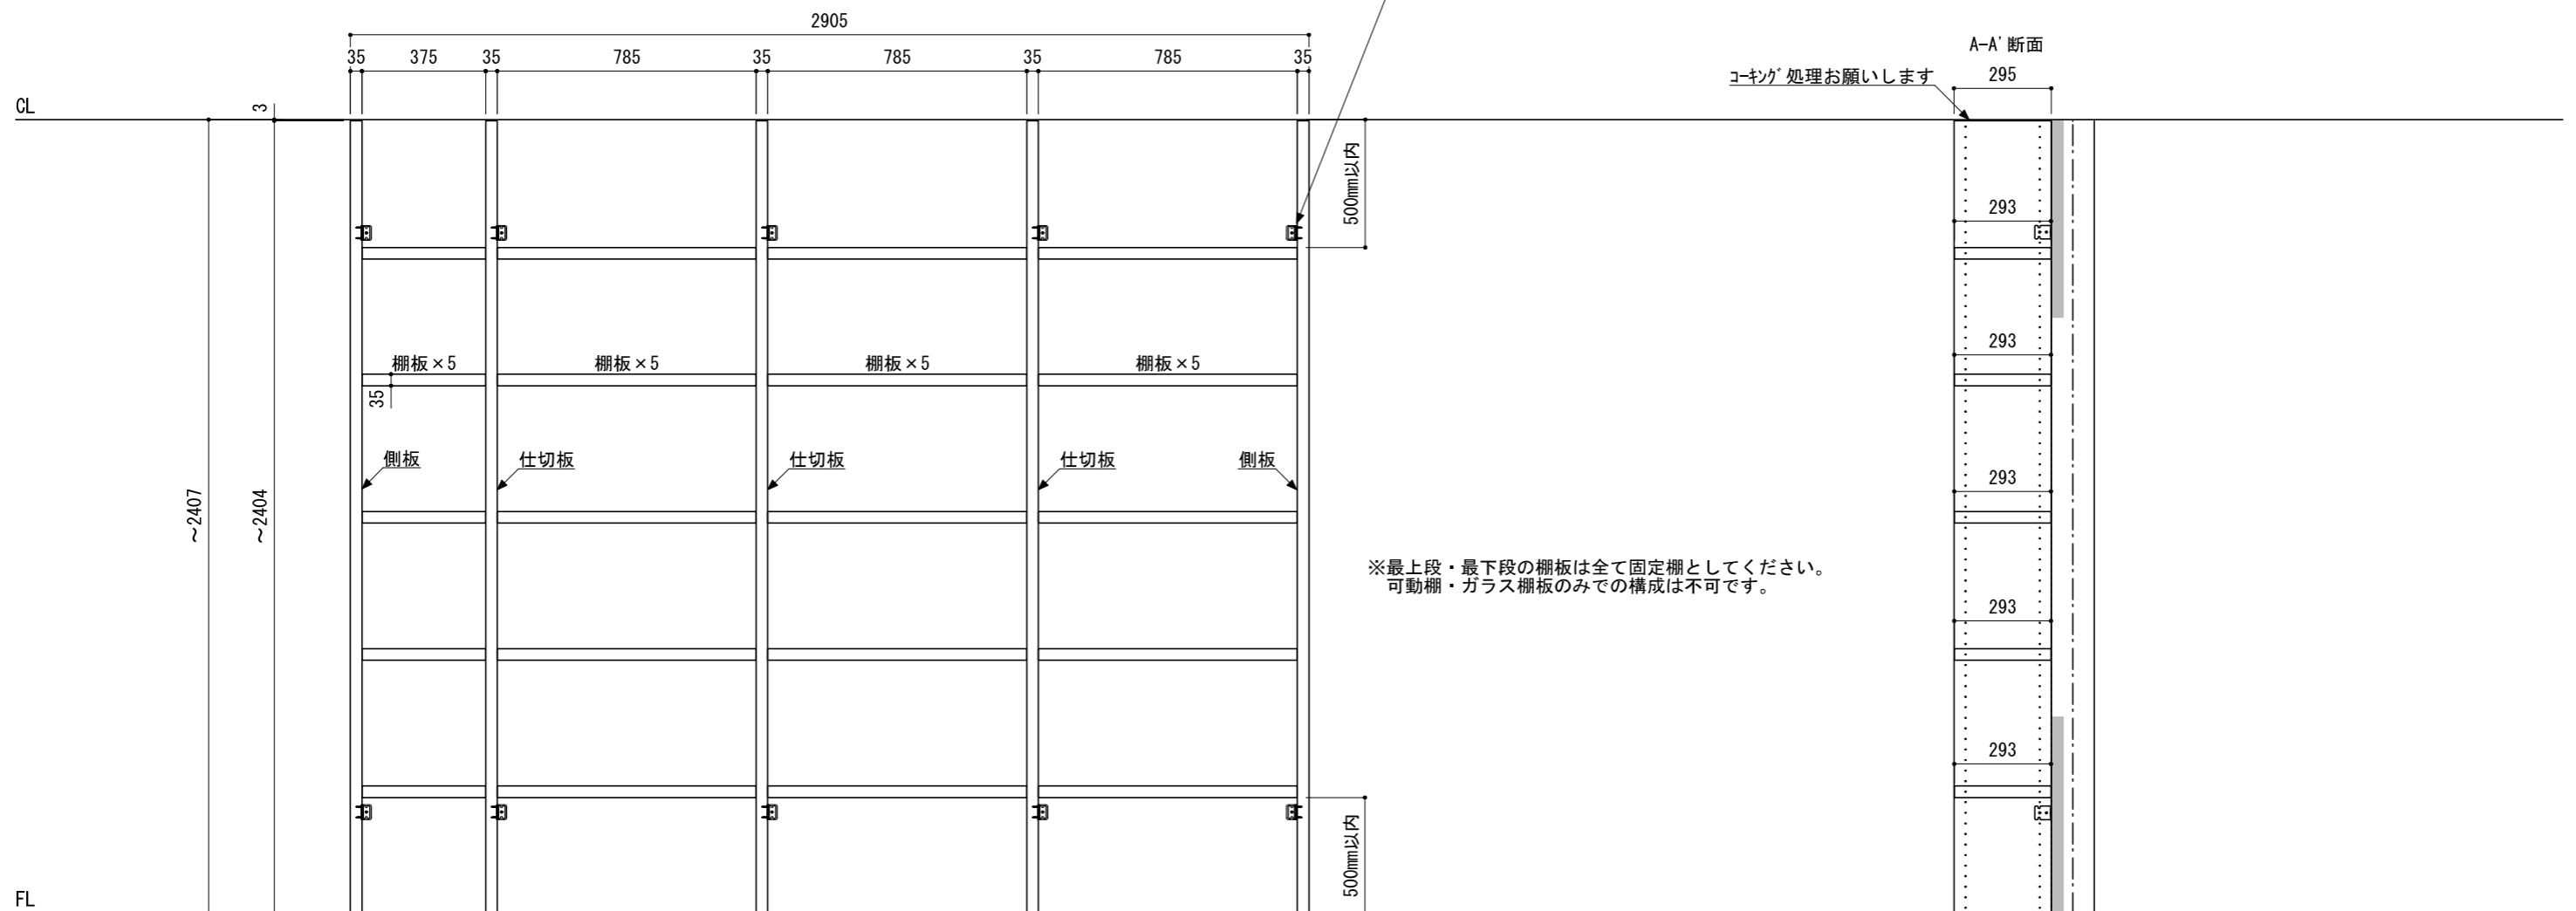 2905
35 375 35 785 35 785 35 785 35
A-A' 断面
ｺｰｷﾝｸﾞ処理お願いします
295
CL
3
500mm以内
293
293
棚板×5 棚板×5 棚板×5 棚板×5
35
側板 仕切板 仕切板 仕切板 側板
293
～2407
～2404
※最上段・最下段の棚板は全て固定棚としてください。
可動棚・ガラス棚板のみでの構成は不可です。
293
293
500mm以内
FL